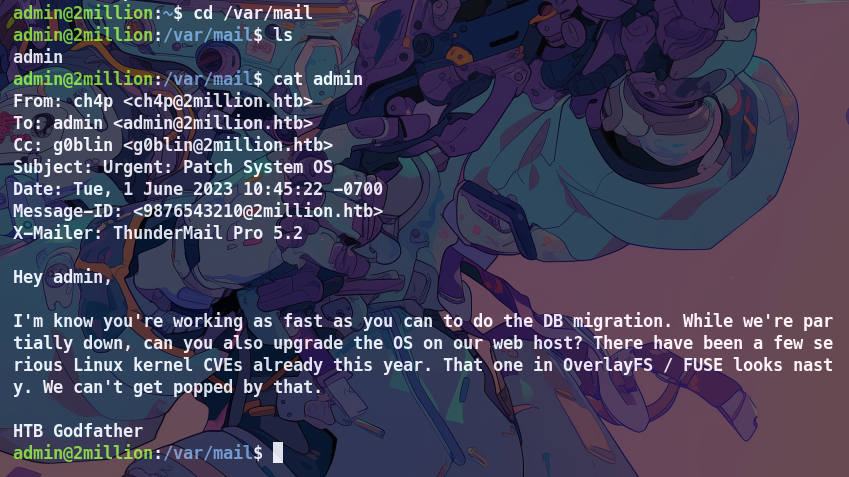 admin@2million:~$ cd /var/mail
admin@2million:/var/mail$ ls
admin
admin@2million:/var/mail$ cat admin
From: ch4p <ch4p@2million.htb>
To: admin <admin@2million.htb>
Cc: g0blin <g0blin@2million.htb>
Subject: Urgent: Patch System OS
Date: Tue, 1 June 2023 10:45:22 -0700
Message-ID: <9876543210@2million.htb>
X-Mailer: ThunderMail Pro 5.2
Hey admin,
I'm know you're working as fast as you can to do the DB migration. While we're par
tially down, can you also upgrade the OS on our web host? There have been a few se
rious Linux kernel CVEs already this year. That one in OverlayFS / FUSE looks nast
y. We can't get popped by that.
HTB Godfather
admin@2million:/var/mail$